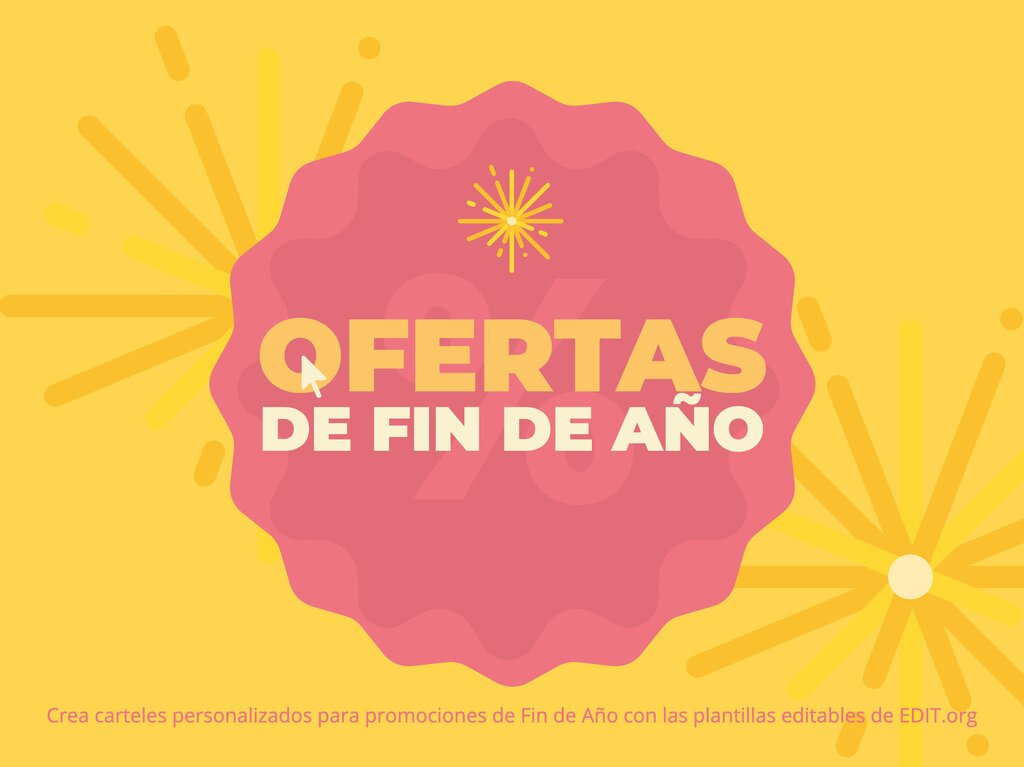 %
OFERTAS
DE FIN DE AÑO
Crea carteles personalizados para promociones de Fin de Año con las plantillas editables de EDIT.org